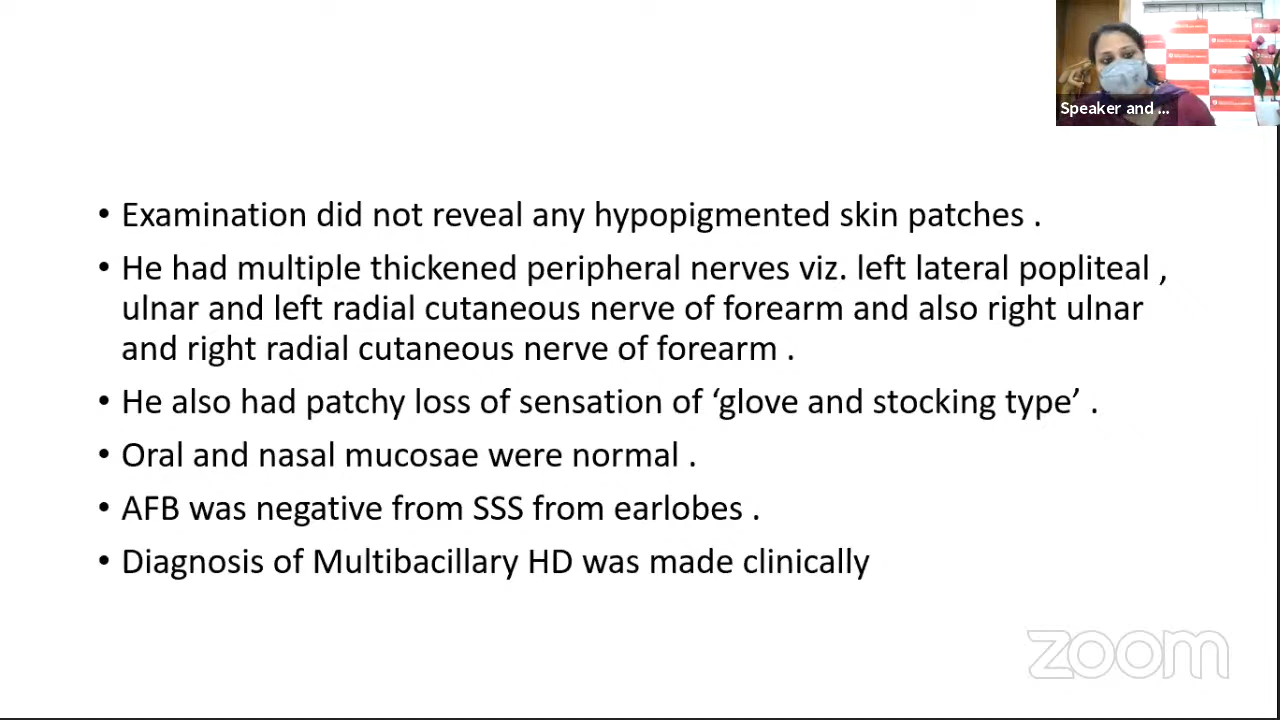 Speaker and ...
• Examination did not reveal any hypopigmented skin patches .
• He had multiple thickened peripheral nerves viz. left lateral popliteal ,
ulnar and left radial cutaneous nerve of forearm and also right ulnar
and right radial cutaneous nerve of forearm .
• He also had patchy loss of sensation of ‘glove and stocking type’ .
• Oral and nasal mucosae were normal .
• AFB was negative from SSS from earlobes .
• Diagnosis of Multibacillary HD was made clinically
zoom